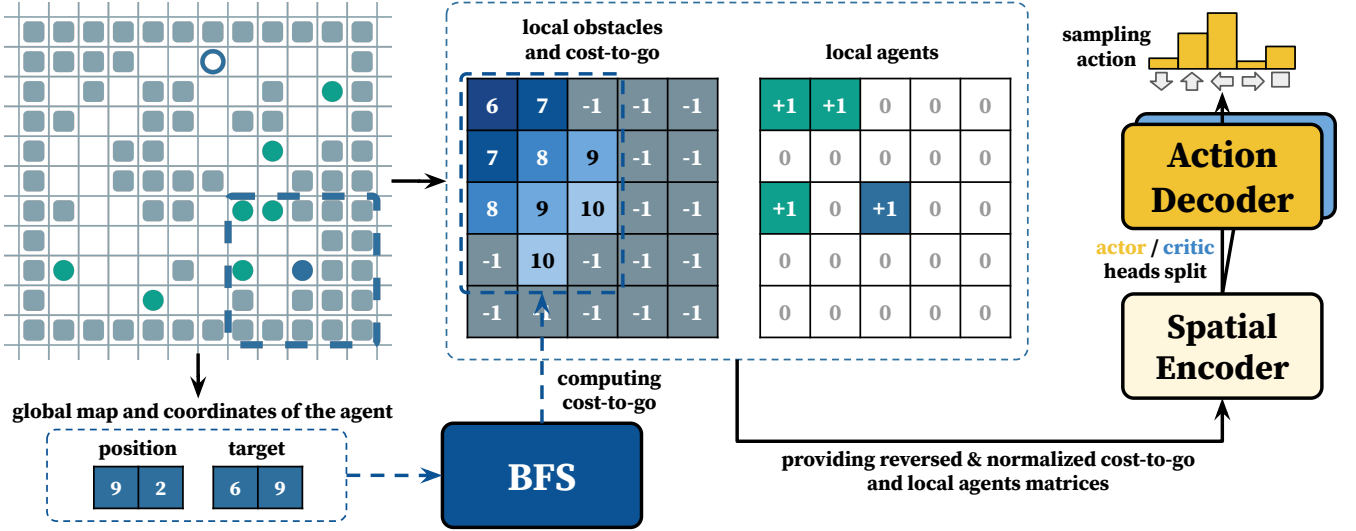 local obstacles
and cost-to-go
local agents
6 7 -1 -1 -1
7 8 9 -1 -1
8 9 10 -1 -1
-1 10 -1 -1 -1
-1 -1 -1 -1 -1
+1 +1 0 0 0
0 0 0 0 0
+1 0 +1 0 0
0 0 0 0 0
0 0 0 0 0
sampling
action
Action
Decoder
actor / critic
heads split
Spatial
Encoder
computing
cost-to-go
global map and coordinates of the agent
position
9 2
target
6 9
BFS
providing reversed & normalized cost-to-go
and local agents matrices